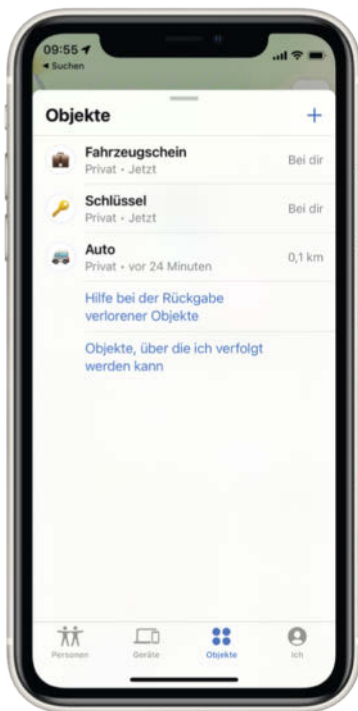 09:55
Suchen
Objekte
Fahrzeugschein
Privat • Jetzt
Bei dir
Schlüssel
Privat • Jetzt
Bei dir
Auto
Privat • vor 24 Minuten
0,1 km
Hilfe bei der Rückgabe
verlorener Objekte
Objekte, über die ich verfolgt
werden kann
Personen
Geräte
Objekte
Ich